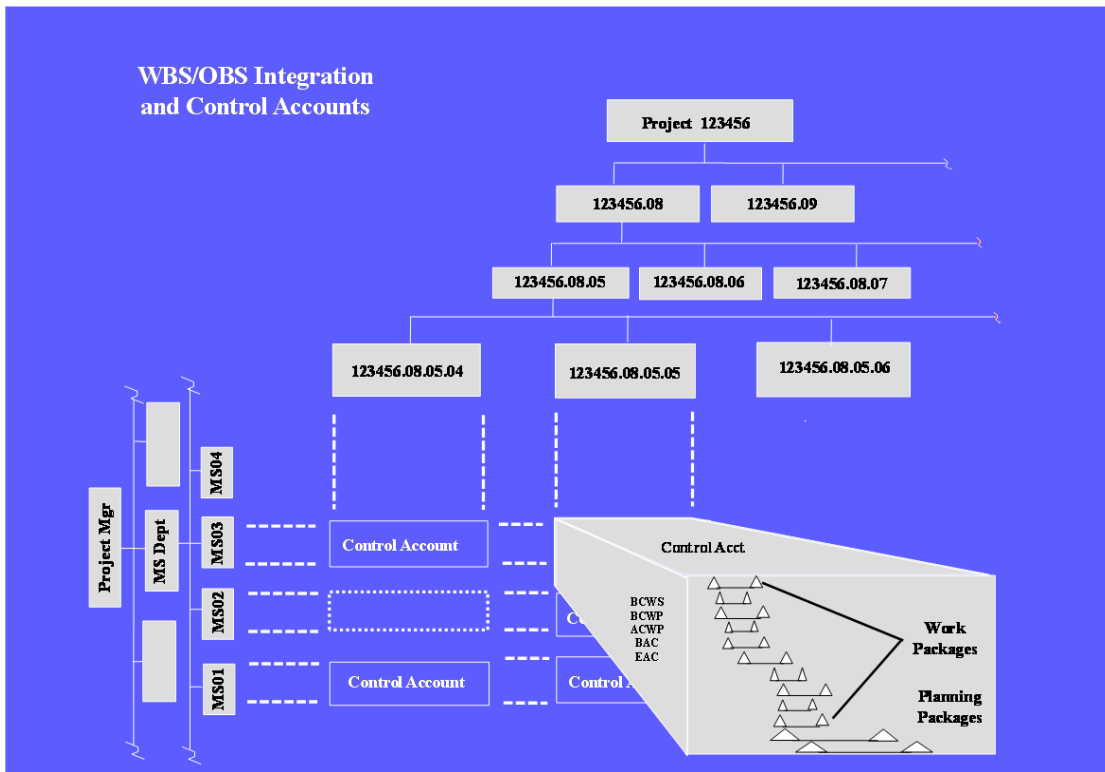 WBS/OBS Integration
and Control Accounts
Project 123456
123456.08
123456.09
123456.08.05
123456.08.06
123456.08.07
123456.08.05.04
123456.08.05.05
123456.08.05.06
Project Mgr
MS Dept
MS04
MS03
MS02
MS01
Control Account
Control Account
Control A
Control Acct.
BCWS
BCWP
ACWP
BAC
EAC
Work
Packages
Planning
Packages